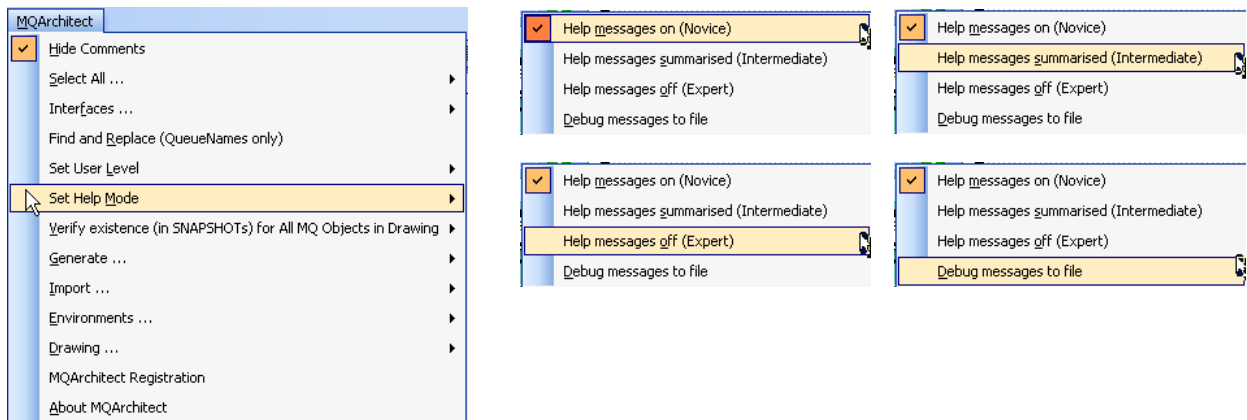 MQArchitect
Hide Comments
Select All ...
Interfaces ...
Find and Replace (QueueNames only)
Set User Level
Set Help Mode
Verify existence (in SNAPSHOTs) for All MQ Objects in Drawing
Generate ...
Import ...
Environments ...
Drawing ...
MQArchitect Registration
About MQArchitect
Help messages on (Novice)
Help messages summarised (Intermediate)
Help messages off (Expert)
Debug messages to file
Help messages on (Novice)
Help messages summarised (Intermediate)
Help messages off (Expert)
Debug messages to file
Help messages on (Novice)
Help messages summarised (Intermediate)
Help messages off (Expert)
Debug messages to file
Help messages on (Novice)
Help messages summarised (Intermediate)
Help messages off (Expert)
Debug messages to file